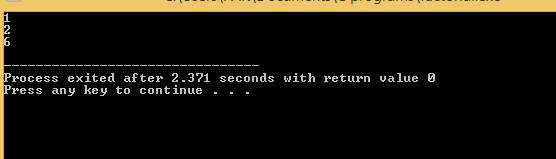 1
2
6
--------------------------------
Process exited after 2.371 seconds with return value 0
Press any key to continue . . .